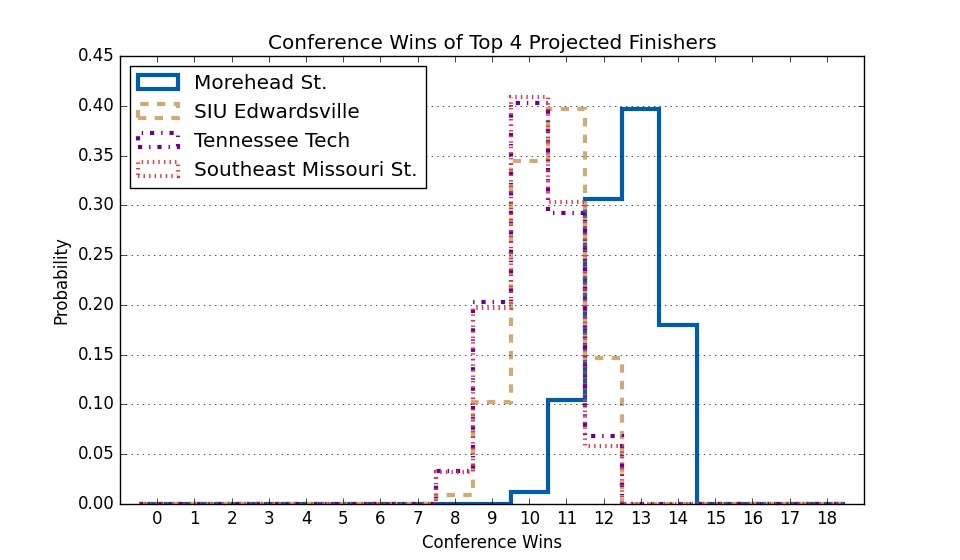 Conference Wins of Top 4 Projected Finishers
0.45
0.40
0.35
0.30
0.25
0.20
0.15
0.10
0.05
0.00
Probability
Morehead St.
SIU Edwardsville
Tennessee Tech
Southeast Missouri St.
0 1 2 3 4 5 6 7 8 9 10 11 12 13 14 15 16 17 18
Conference Wins